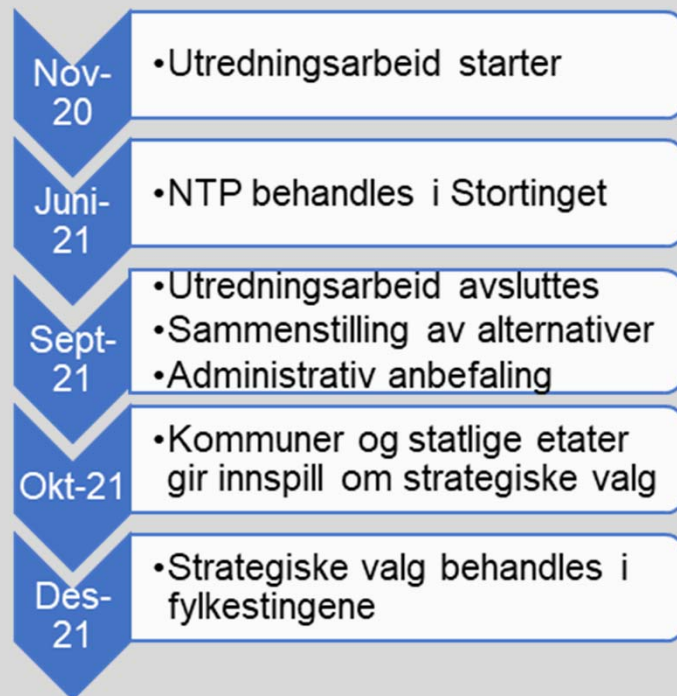 Nov-
20
•Utredningsarbeid starter
Juni-
21
•NTP behandles i Stortinget
Sept-
21
•Utredningsarbeid avsluttes
•Sammenstilling av alternativer
•Administrativ anbefaling
Okt-21
•Kommuner og statlige etater
gir innspill om strategiske valg
Des-
21
•Strategiske valg behandles i
fylkestingene